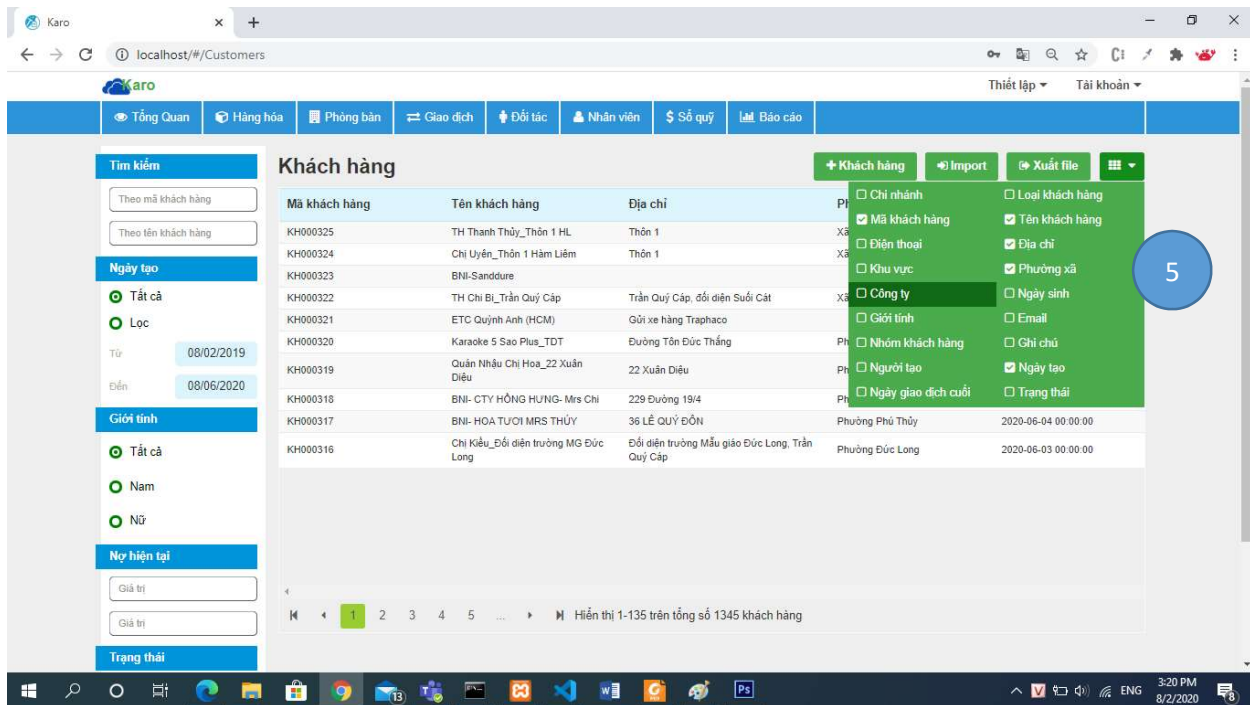 Karo
localhost/#/Customers
Karo
Thiết lập
Tài khoản
Tổng Quan
Hàng hóa
Phòng bàn
Giao dịch
Đối tác
Nhân viên
$ Sổ quỹ
Báo cáo
Tìm kiếm
Theo mã khách hàng
Theo tên khách hàng
Ngày tạo
Tất cả
Lọc
Từ 08/02/2019
Đến 08/06/2020
Giới tính
Tất cả
Nam
Nữ
Nợ hiện tại
Giá trị
Giá trị
Trạng thái
Khách hàng
+ Khách hàng
Import
Xuất file
Mã khách hàng Tên khách hàng Địa chỉ
KH000325 TH Thanh Thủy_Thôn 1 HL Thôn 1 Xã
KH000324 Chị Uyên_Thôn 1 Hàm Liêm Thôn 1 Xã
KH000323 BNI-Sanddure
KH000322 TH Chi Bi_Trần Quý Cáp Trần Quý Cáp, đối diện Suối Cát Xã
KH000321 ETC Quỳnh Anh (HCM) Gửi xe hàng Traphaco
KH000320 Karaoke 5 Sao Plus_TDT Đường Tôn Đức Thắng Ph
KH000319 Quán Nhậu Chị Hoa_22 Xuân
Diệu 22 Xuân Diệu Ph
KH000318 BNI- CTY HỒNG HƯNG- Mrs Chi 229 Đường 19/4 Ph
KH000317 BNI- HOA TƯƠI MRS THÚY 36 LÊ QUÝ ĐÔN Phường Phú Thủy 2020-06-04 00:00:00
KH000316 Chị Kiều_Đối diện trường MG Đức
Long Đối diện trường Mẫu giáo Đức Long, Trần
Quý Cáp Phường Đức Long 2020-06-03 00:00:00
Chi nhánh Loại khách hàng
Mã khách hàng Tên khách hàng
Điện thoại Địa chỉ
Khu vực Phường xã
Công ty Ngày sinh
Giới tính Email
Nhóm khách hàng Ghi chú
Người tạo Ngày tạo
Ngày giao dịch cuối Trạng thái
5
1 2 3 4 5 ... Hiển thị 1-135 trên tổng số 1345 khách hàng
13
Ps
V
ENG
3:20 PM
8/2/2020
8